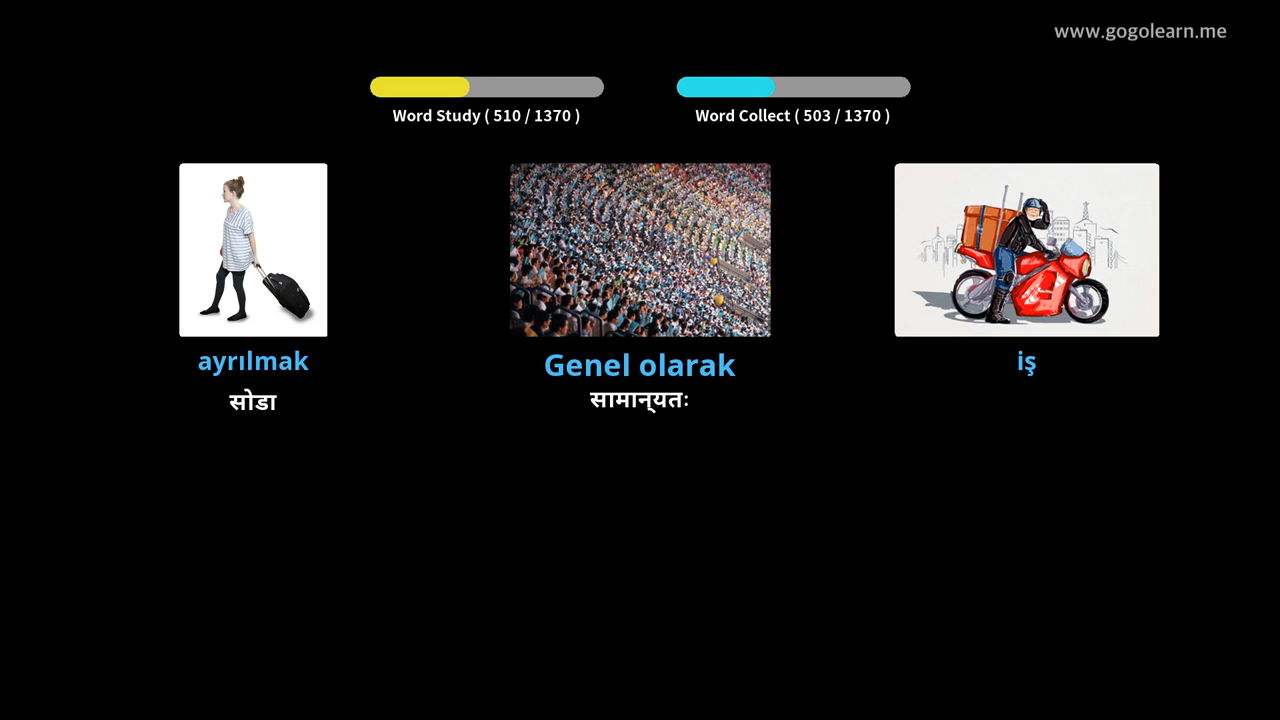 www.gogolearn.me
Word Study ( 510 / 1370 )
Word Collect ( 503 / 1370 )
ayrılmak
सोडा
Genel olarak
सामान्यतः
iş